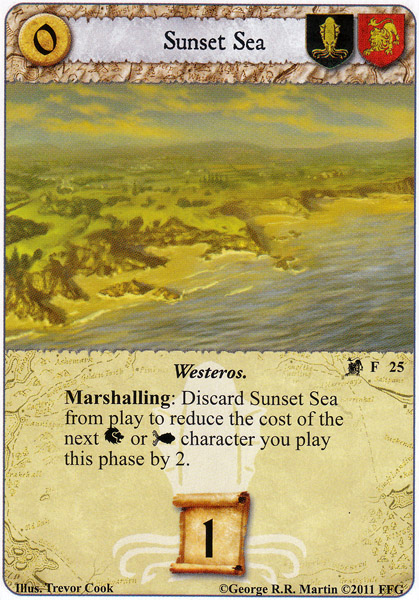 0
Sunset Sea
Westeros.
F 25
Marshalling: Discard Sunset Sea
from play to reduce the cost of the
next or character you play
this phase by 2.
1
Illus. Trevor Cook ©George R.R. Martin ©2011 FFG